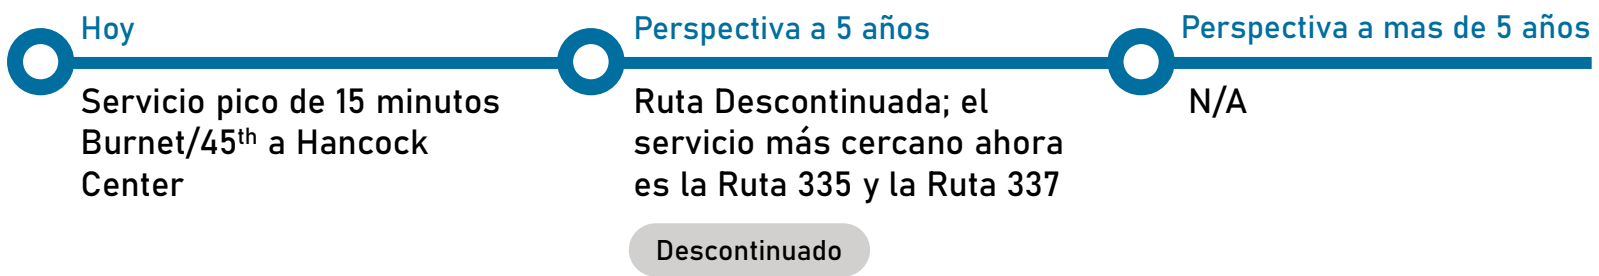 Hoy
Servicio pico de 15 minutos
Burnet/45th a Hancock
Center
Perspectiva a 5 años
Ruta Descontinuada; el
servicio más cercano ahora
es la Ruta 335 y la Ruta 337
Descontinuado
Perspectiva a mas de 5 años
N/A